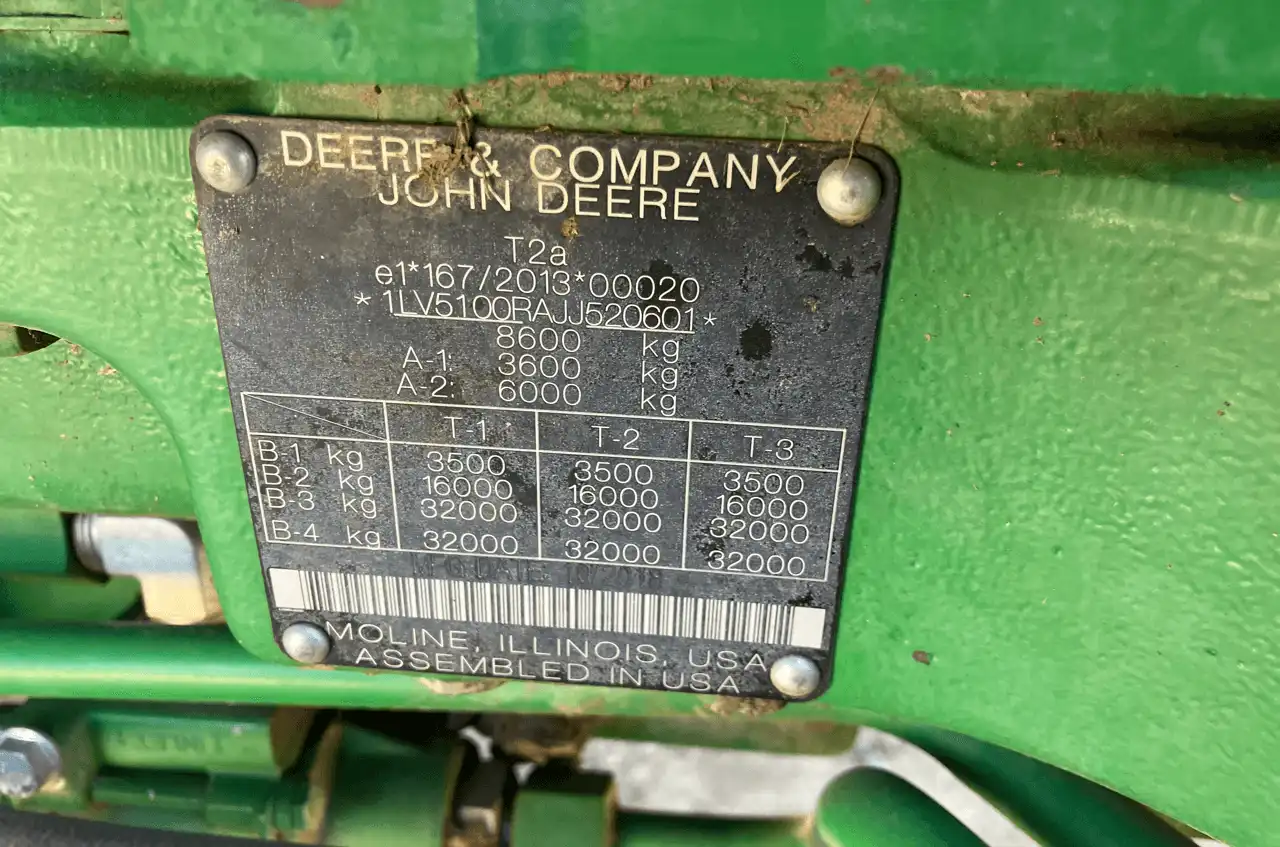 DEERE & COMPANY
JOHN DEERE
T2a
e1*167/2013*00020
*1LV5100RAJJ520601*
8600 kg
A-1: 3600 kg
A-2: 6000 kg
T-1 T-2 T-3
B-1 kg 3500 3500 3500
B-2 kg 16000 16000 16000
B-3 kg 32000 32000 32000
B-4 kg 32000 32000 32000
MFG DATE:
MOLINE, ILLINOIS, USA
ASSEMBLED IN USA